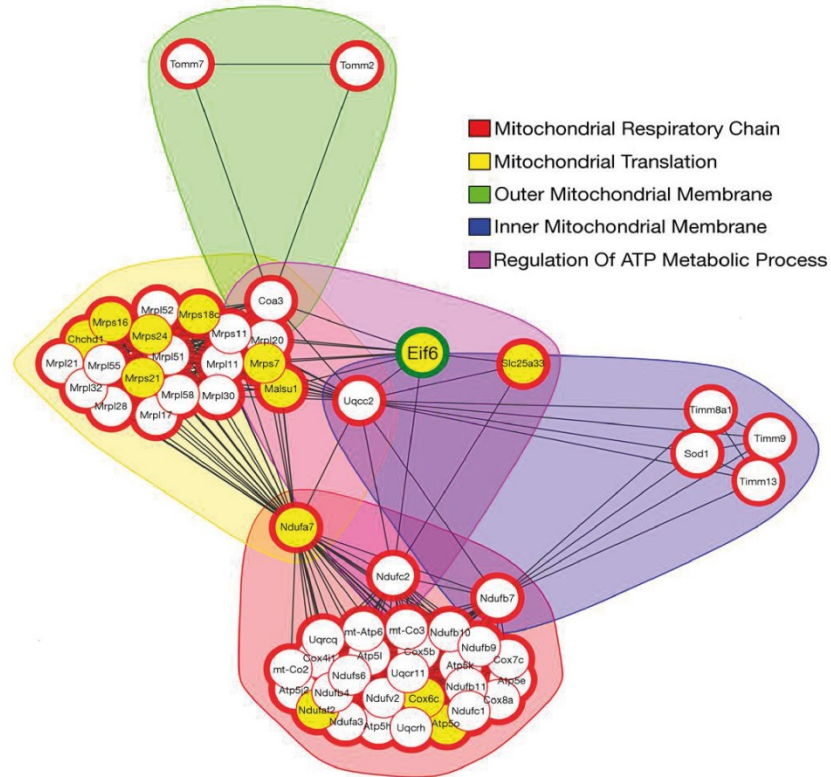 Tomm7
Tomm2
Mitochondrial Respiratory Chain
Mitochondrial Translation
Outer Mitochondrial Membrane
Inner Mitochondrial Membrane
Regulation Of ATP Metabolic Process
Coa3
Mrpl52
Mrps16
Mrps18c
Chchd1
Mrps24
Mrps11
Mrpl20
Eif6
Mrpl21
Mrpl55
Mrpl51
Mrpl11
Mrps7
Slc25a33
Mrps21
Mrpl32
Mrpl58
Mrpl30
Malsu1
Uqcc2
Mrpl28
Mrpl17
Timm8a1
Timm9
Sod1
Timm13
Ndufa7
Ndufc2
Ndufb7
Uqrcq
mt-Atp6
mt-Co3
Ndufb10
Ndufb9
Cox4i1
Atp5l
Cox5b
Atp5k
Cox7c
mt-Co2
Ndufs6
Uqcr11
Atp5e
Atp5j2
Ndufb4
Ndufv2
Cox6c
Ndufb11
Cox8a
Ndufaf2
Ndufa3
Atp5h
Uqcrh
Atp5o
Ndufc1